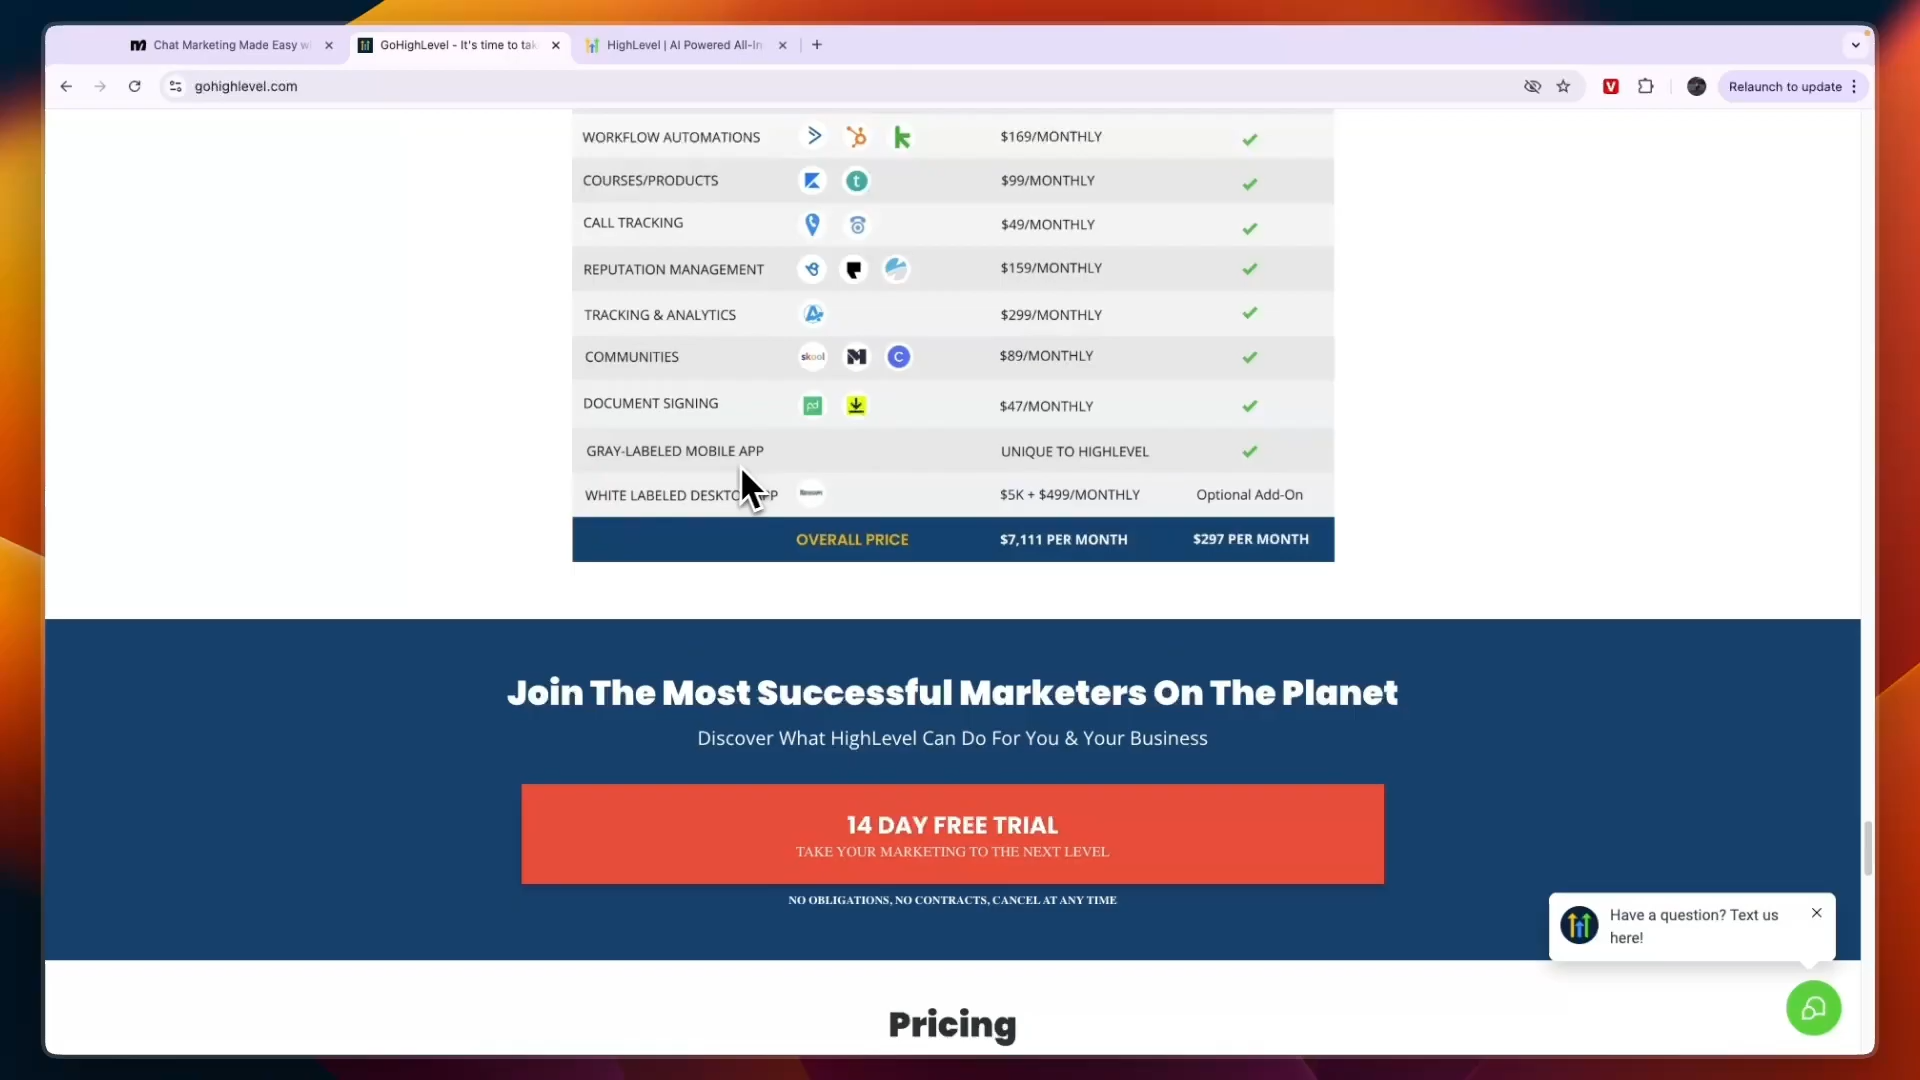 Chat Marketing Made Easy w
GoHighLevel - It's time to tak
HighLevel | AI Powered All-In
gohighlevel.com
Relaunch to update
WORKFLOW AUTOMATIONS $169/MONTHLY
COURSES/PRODUCTS t $99/MONTHLY
CALL TRACKING $49/MONTHLY
REPUTATION MANAGEMENT $159/MONTHLY
TRACKING & ANALYTICS $299/MONTHLY
COMMUNITIES skool C $89/MONTHLY
DOCUMENT SIGNING pd $47/MONTHLY
GRAY-LABELED MOBILE APP UNIQUE TO HIGHLEVEL
WHITE LABELED $5K + $499/MONTHLY Optional Add-On
OVERALL PRICE $7,111 PER MONTH $297 PER MONTH
Join The Most Successful Marketers On The Planet
Discover What HighLevel Can Do For You & Your Business
14 DAY FREE TRIAL
TAKE YOUR MARKETING TO THE NEXT LEVEL
NO OBLIGATIONS, NO CONTRACTS, CANCEL AT ANY TIME
Have a question? Text us
here!
Pricing